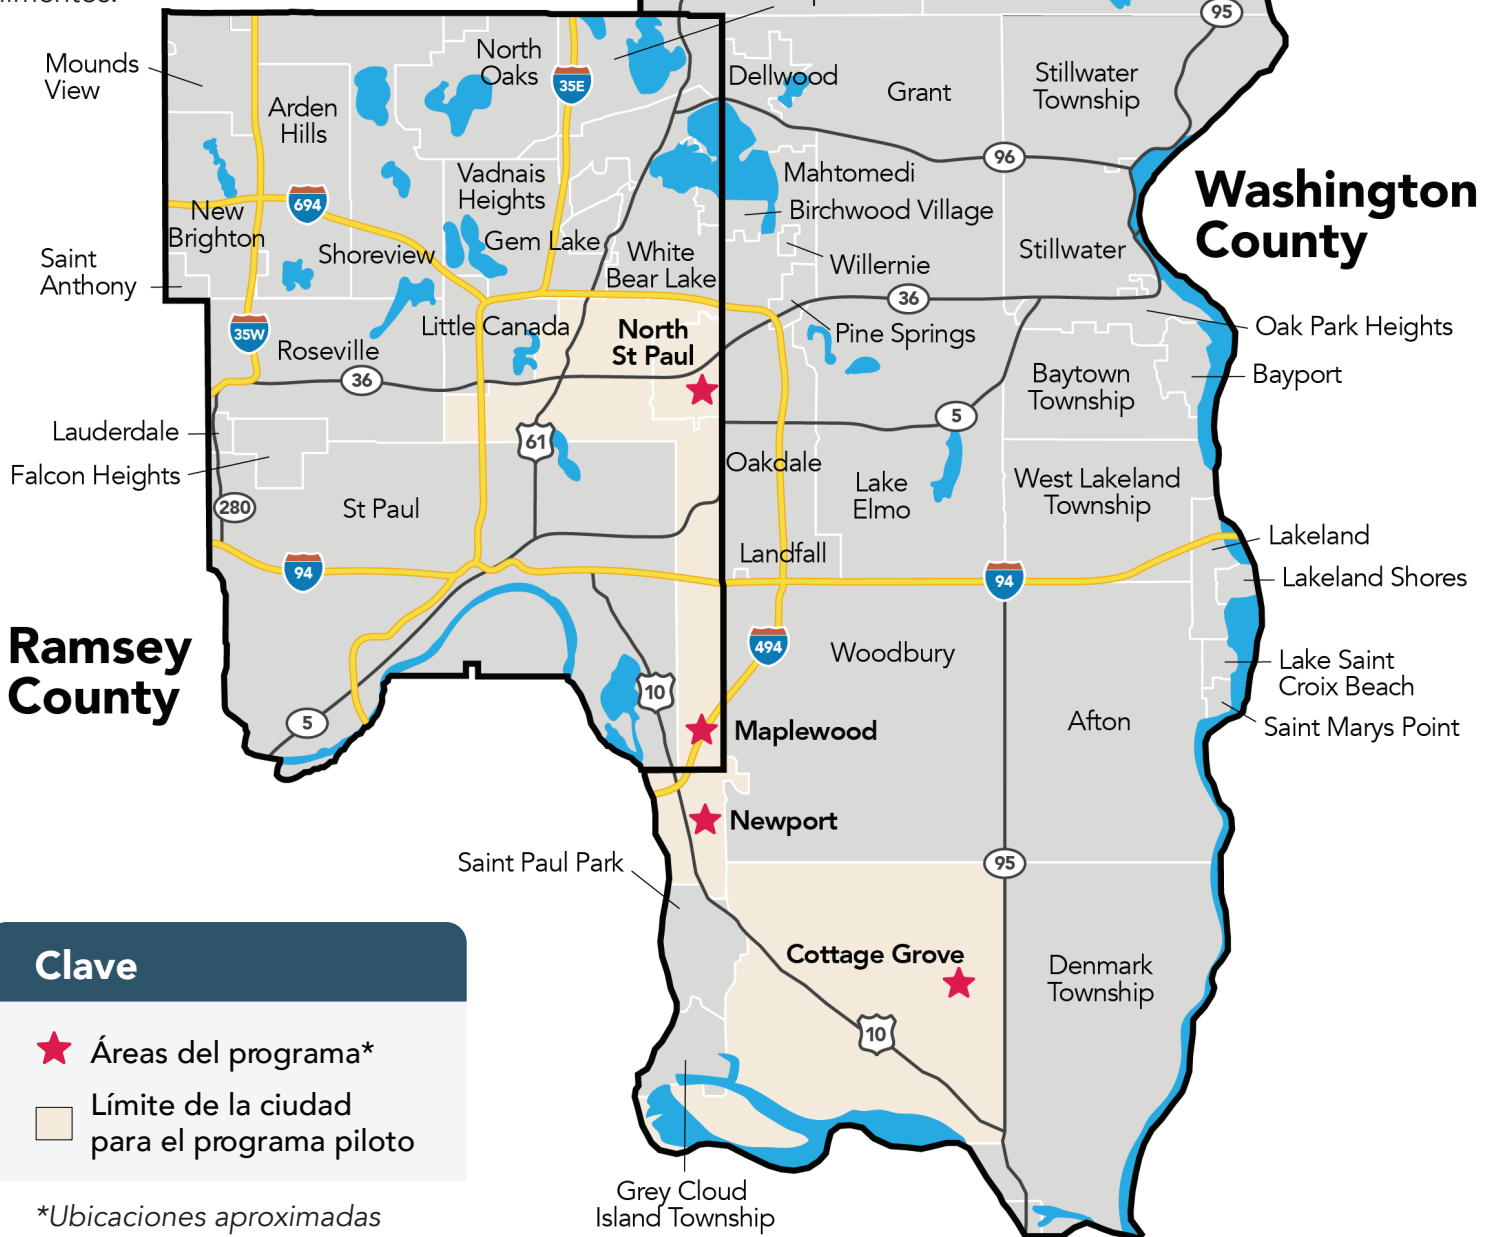 95
Mounds
View
North
Oaks
35E
Dellwood
Grant
Stillwater
Township
Arden
Hills
96
Vadnais
Heights
Mahtomedi
Washington
County
694
New
Brighton
Birchwood Village
Gem Lake
Shoreview
White
Bear Lake
Stillwater
Saint
Anthony
Willernie
36
35W
Little Canada
North
St Paul
Pine Springs
Oak Park Heights
Roseville
36
Baytown
Township
Bayport
5
Lauderdale
61
Falcon Heights
Oakdale
Lake
Elmo
West Lakeland
Township
280
St Paul
Landfall
Lakeland
94
94
Lakeland Shores
Ramsey
County
494
Woodbury
Lake Saint
Croix Beach
10
5
Maplewood
Afton
Saint Marys Point
Newport
Saint Paul Park
95
Cottage Grove
Denmark
Township
10
Clave
Áreas del programa*
Límite de la ciudad
para el programa piloto
Grey Cloud
Island Township
*Ubicaciones aproximadas